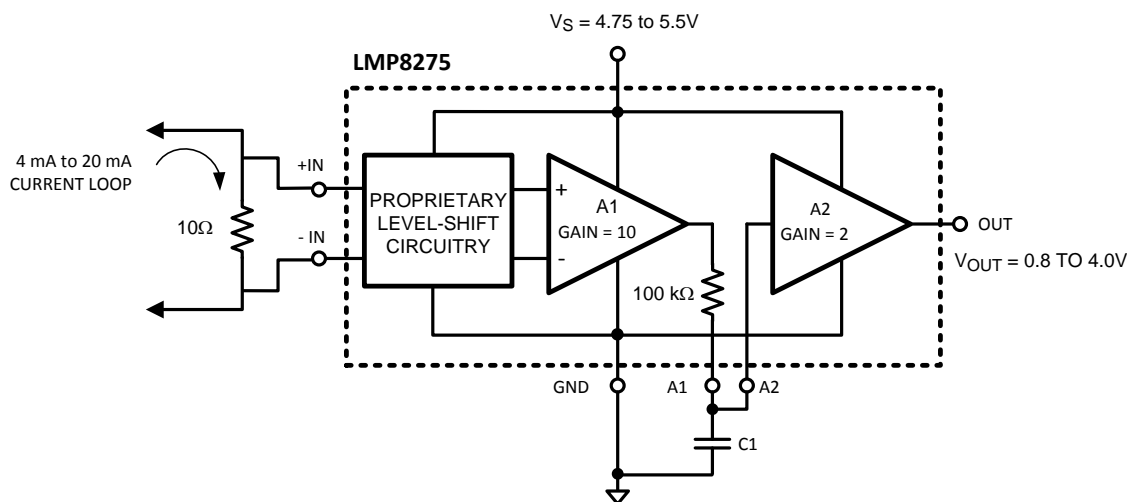 V_S = 4.75 to 5.5V
LMP8275
4 mA to 20 mA
CURRENT LOOP
+IN
10Ω
- IN
PROPRIETARY
LEVEL-SHIFT
CIRCUITRY
+
-
A1
GAIN = 10
100 kΩ
A2
GAIN = 2
OUT
V_OUT = 0.8 TO 4.0V
GND
A1
A2
C1